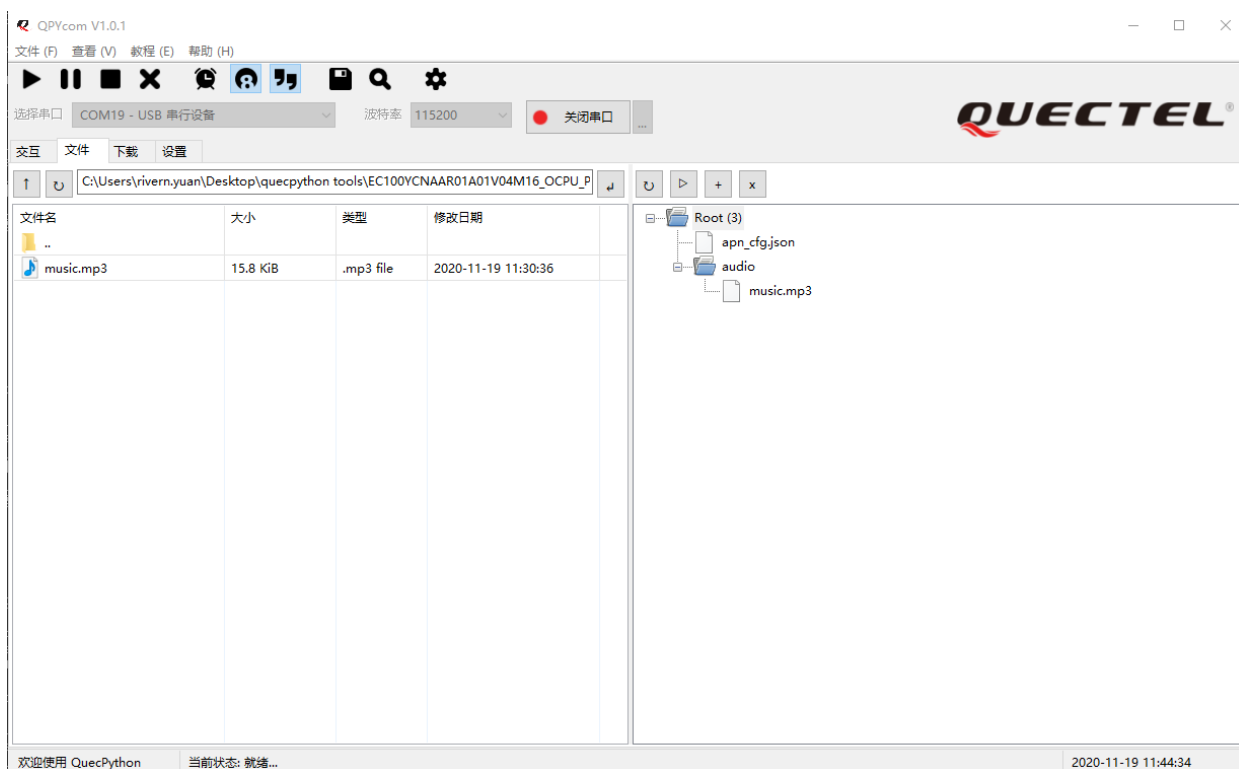 QPYcom V1.0.1
文件 (F) 查看 (V) 教程 (E) 帮助 (H)
选择串口 COM19 - USB 串行设备 波特率 115200 关闭串口 ...
QUECTEL®
交互 文件 下载 设置
↑ ↻ C:\Users\rivern.yuan\Desktop\quecpython tools\EC100YCNAAR01A01V04M16_OCPU_P ↲ ↻ ▷ + x
文件名 大小 类型 修改日期
..
music.mp3 15.8 KiB .mp3 file 2020-11-19 11:30:36
Root (3)
apn_cfg.json
audio
music.mp3
欢迎使用 QuecPython 当前状态: 就绪... 2020-11-19 11:44:34